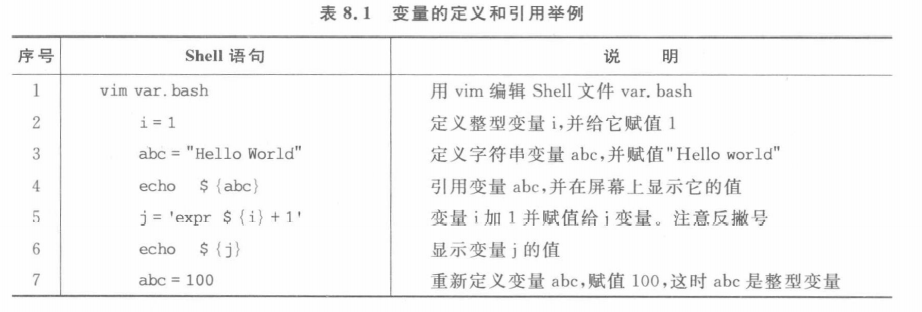 表 8.1 变量的定义和引用举例
序号 Shell 语句 说 明
1 vim var.bash 用 vim 编辑 Shell 文件 var. bash
2 i = 1 定义整型变量 i,并给它赋值 1
3 abc = "Hello World" 定义字符串变量 abc,并赋值"Hello world"
4 echo ${abc} 引用变量 abc,并在屏幕上显示它的值
5 j = 'expr ${i} + 1' 变量 i 加 1 并赋值给 j 变量。注意反撇号
6 echo ${j} 显示变量 j 的值
7 abc = 100 重新定义变量 abc,赋值 100,这时 abc 是整型变量